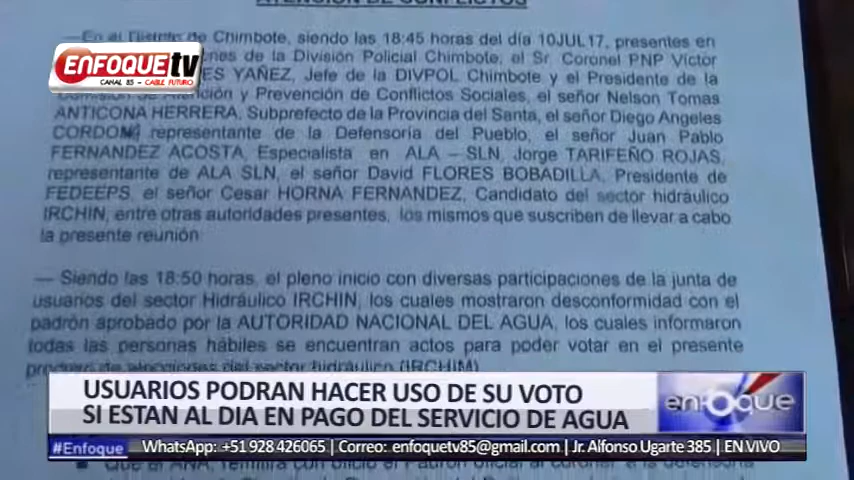 ATENCIÓN DE CONFLICTOS
— En el Distrito de Chimbote, siendo las 18:45 horas del día 10JUL17, presentes en
de la División Policial Chimbote, el Sr. Coronel PNP Víctor
YAÑEZ, Jefe de la DIVPOL Chimbote y el Presidente de la
Prevención de Conflictos Sociales, el señor Nelson Tomas
ANTICONA HERRERA, Subprefecto de la Provincia del Santa, el señor Diego Angeles
representante de la Defensoría del Pueblo, el señor Juan Pablo
FERNANDEZ ACOSTA, Especialista en ALA – SLN, Jorge TARIFEÑO ROJAS,
representante de ALA SLN, el señor David FLORES BOBADILLA, Presidente de
FEDEEPS, el señor Cesar HORNA FERNANDEZ, Candidato del sector hidráulico
IRCHIN, entre otras autoridades presentes, los mismos que suscriben de llevar a cabo
la presente reunión
— Siendo las 18:50 horas, el pleno inicio con diversas participaciones de la junta de
usuarios del sector Hidráulico IRCHIN, los cuales mostraron desconformidad con el
padrón aprobado por la AUTORIDAD NACIONAL DEL AGUA, los cuales informaron
todas las personas hábiles se encuentran actos para poder votar en el presente
proceso de elecciones del sector hidráulico (IRCHIM)
ENFOQUE tv
CANAL 85 - CABLE FUTURO
USUARIOS PODRAN HACER USO DE SU VOTO
SI ESTAN AL DIA EN PAGO DEL SERVICIO DE AGUA
enfoque
#Enfoque WhatsApp: +51 928 426065 | Correo: enfoquetv85@gmail.com | Jr. Alfonso Ugarte 385 | EN VIVO